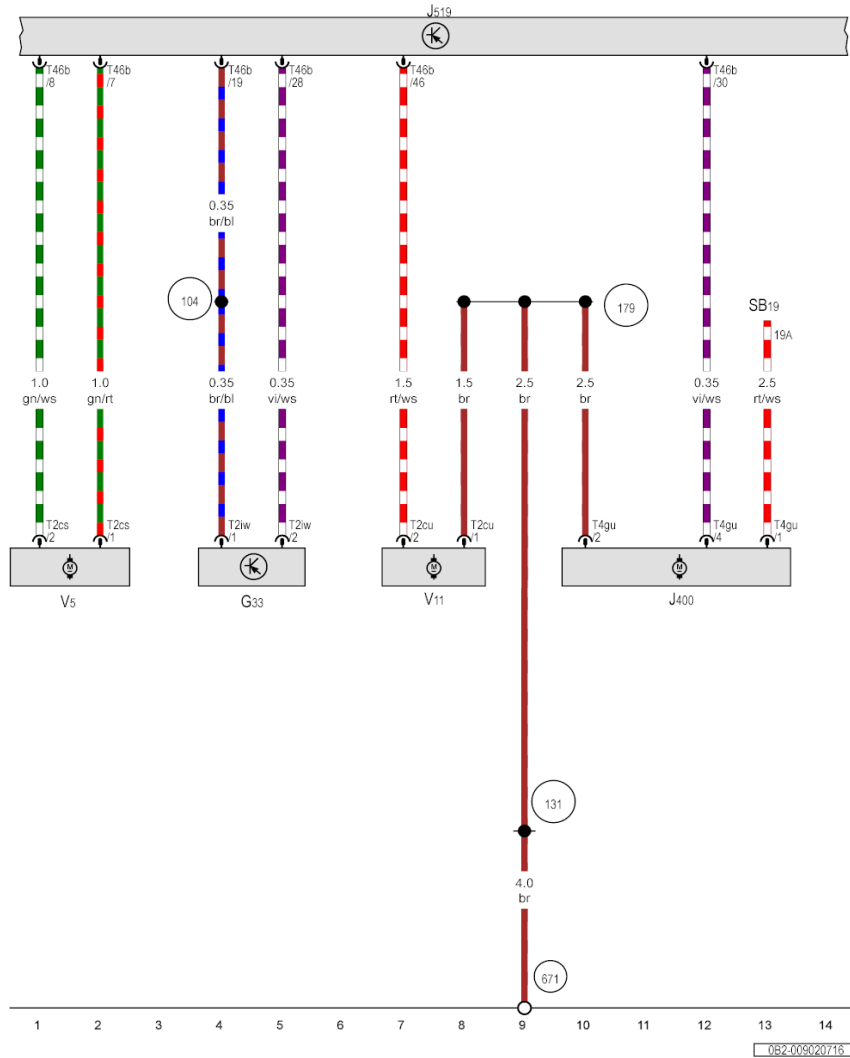 J519
T46b
/8
T46b
/7
T46b
/19
T46b
/28
T46b
/46
T46b
/30
0.35
br/bl
104
179
SB19
19A
1.0
gn/ws
1.0
gn/rt
0.35
br/bl
0.35
vi/ws
1.5
rt/ws
1.5
br
2.5
br
2.5
br
0.35
vi/ws
2.5
rt/ws
T2cs
/2
T2cs
/1
T2iw
/1
T2iw
/2
T2cu
/2
T2cu
/1
T4gu
/2
T4gu
/4
T4gu
/1
M
M
M
V5
G33
V11
J400
131
4.0
br
671
1 2 3 4 5 6 7 8 9 10 11 12 13 14
0B2-009020716